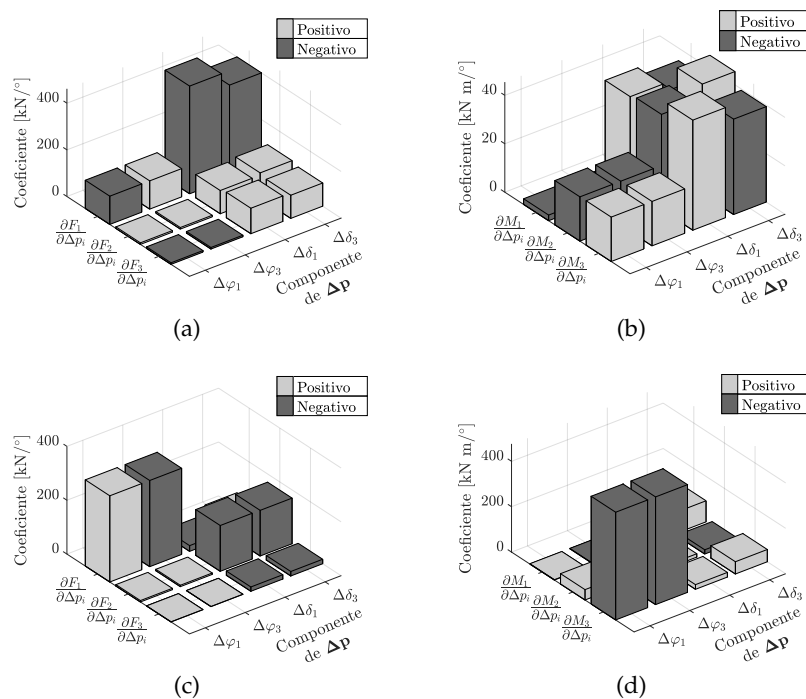 Positivo
Negativo
Coeficiente [kN/°]
400
200
0
∂F₁/∂Δpᵢ
∂F₂/∂Δpᵢ
∂F₃/∂Δpᵢ
Δφ₁
Δφ₃
Δδ₁
Δδ₃
Componente
de Δp
(a)
Positivo
Negativo
Coeficiente [kN m/°]
40
20
0
∂M₁/∂Δpᵢ
∂M₂/∂Δpᵢ
∂M₃/∂Δpᵢ
Δφ₁
Δφ₃
Δδ₁
Δδ₃
Componente
de Δp
(b)
Positivo
Negativo
Coeficiente [kN/°]
400
200
0
∂F₁/∂Δpᵢ
∂F₂/∂Δpᵢ
∂F₃/∂Δpᵢ
Δφ₁
Δφ₃
Δδ₁
Δδ₃
Componente
de Δp
(c)
Positivo
Negativo
Coeficiente [kN m/°]
400
200
0
∂M₁/∂Δpᵢ
∂M₂/∂Δpᵢ
∂M₃/∂Δpᵢ
Δφ₁
Δφ₃
Δδ₁
Δδ₃
Componente
de Δp
(d)